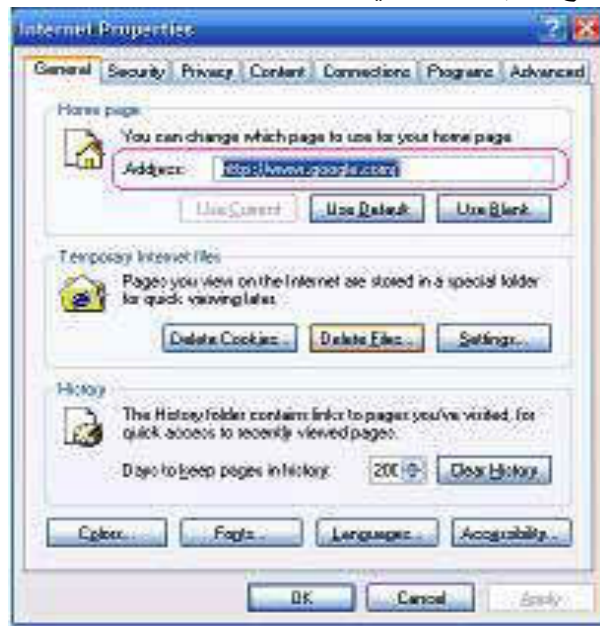 Internet Properties
General Security Privacy Content Connections Programs Advanced
Home page
You can change which page to use for your home page
Address: http://www.google.com/
Use Current Use Default Use Blank
Temporary Internet files
Pages you view on the Internet are stored in a special folder
for quick viewing later.
Delete Cookies... Delete Files... Settings...
History
The History folder contains links to pages you've visited, for
quick access to recently viewed pages.
Days to keep pages in history: Clear History
Colors... Fonts... Languages... Accessibility...
OK Cancel Apply